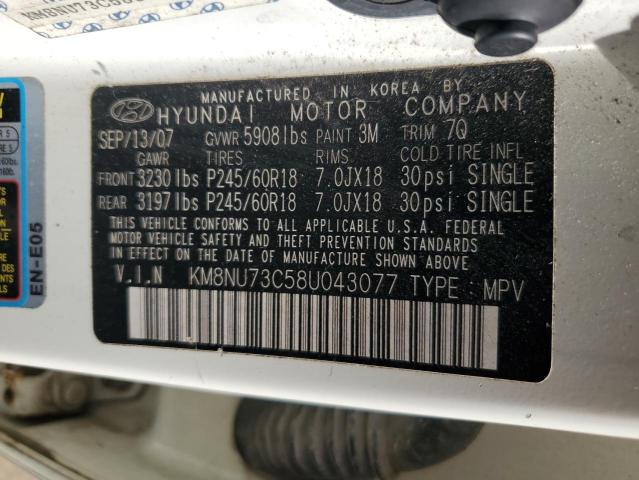 KM8NU73C58
MANUFACTURED IN KOREA BY
HYUNDAI MOTOR COMPANY
SEP/13/07 GVWR 5908lbs PAINT 3M TRIM 7Q
GAWR TIRES RIMS COLD TIRE INFL
FRONT 3230lbs P245/60R18 7.0JX18 30psi SINGLE
REAR 3197lbs P245/60R18 7.0JX18 30psi SINGLE
THIS VEHICLE CONFORMS TO ALL APPLICABLE U.S.A. FEDERAL
MOTOR VEHICLE SAFETY AND THEFT PREVENTION STANDARDS
IN EFFECT ON THE DATE OF MANUFACTURE SHOWN ABOVE.
V.I.N KM8NU73C58U043077 TYPE : MPV
EN-E05